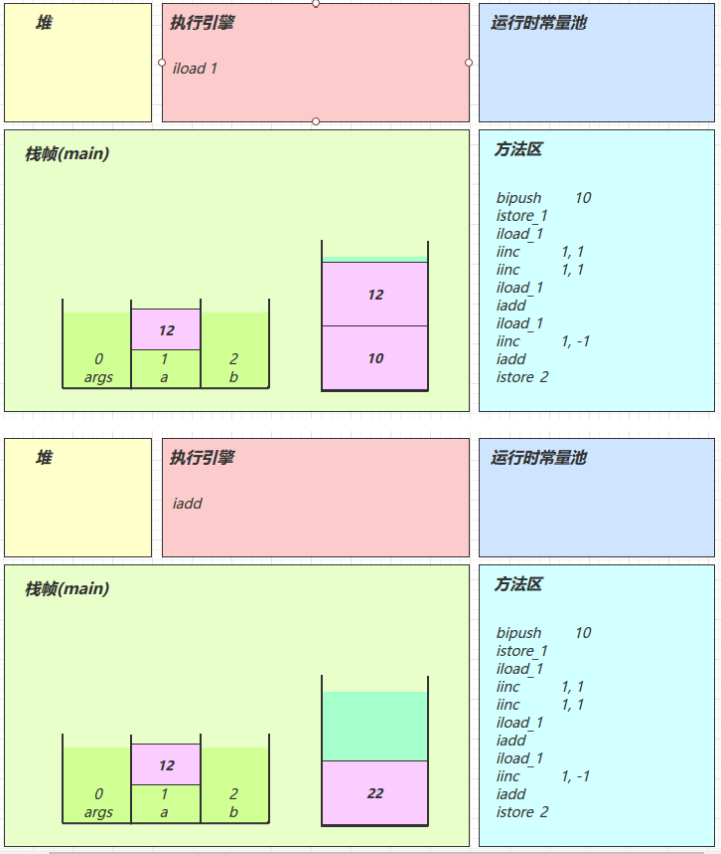 堆
执行引擎
运行时常量池
iload 1
栈帧(main)
方法区
bipush 10
istore_1
iload_1
iinc 1, 1
iinc 1, 1
iload_1
iadd
iload_1
iinc 1, -1
iadd
istore 2
12
10
12
0 1 2
args a b
堆
执行引擎
运行时常量池
iadd
栈帧(main)
方法区
bipush 10
istore_1
iload_1
iinc 1, 1
iinc 1, 1
iload_1
iadd
iload_1
iinc 1, -1
iadd
istore 2
12
22
0 1 2
args a b